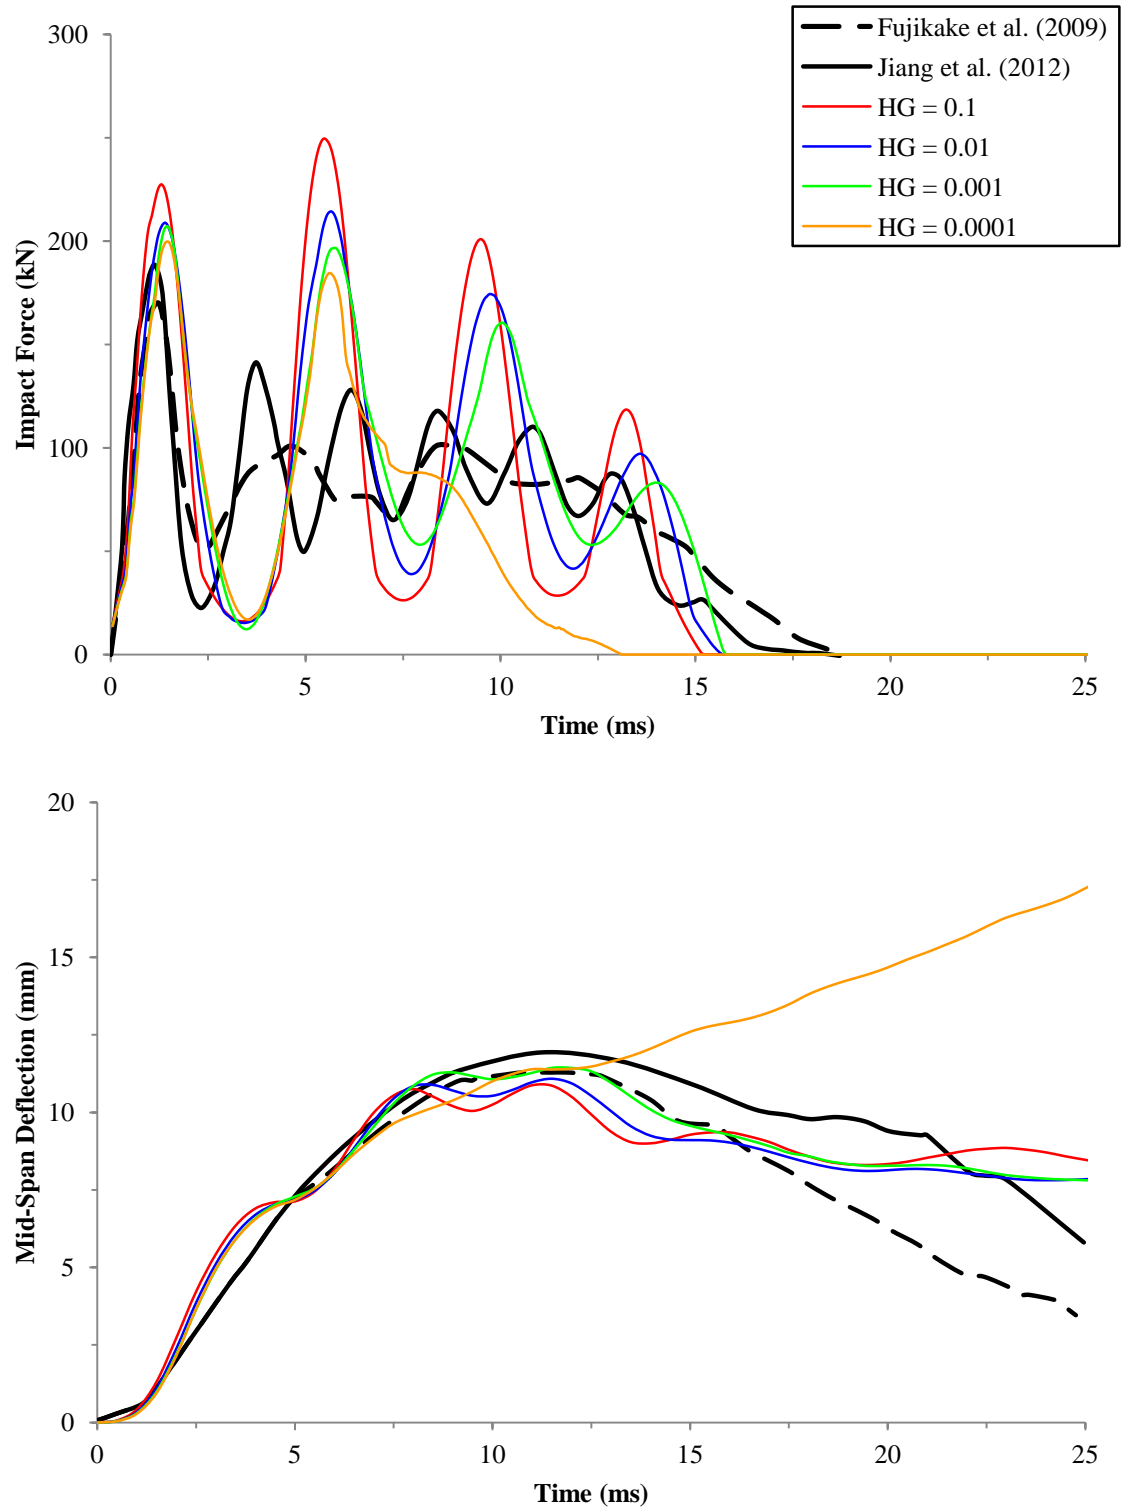 Fujikake et al. (2009)
Jiang et al. (2012)
HG = 0.1
HG = 0.01
HG = 0.001
HG = 0.0001
300
200
100
0
Impact Force (kN)
0 5 10 15 20 25
Time (ms)
20
15
10
5
0
Mid-Span Deflection (mm)
0 5 10 15 20 25
Time (ms)